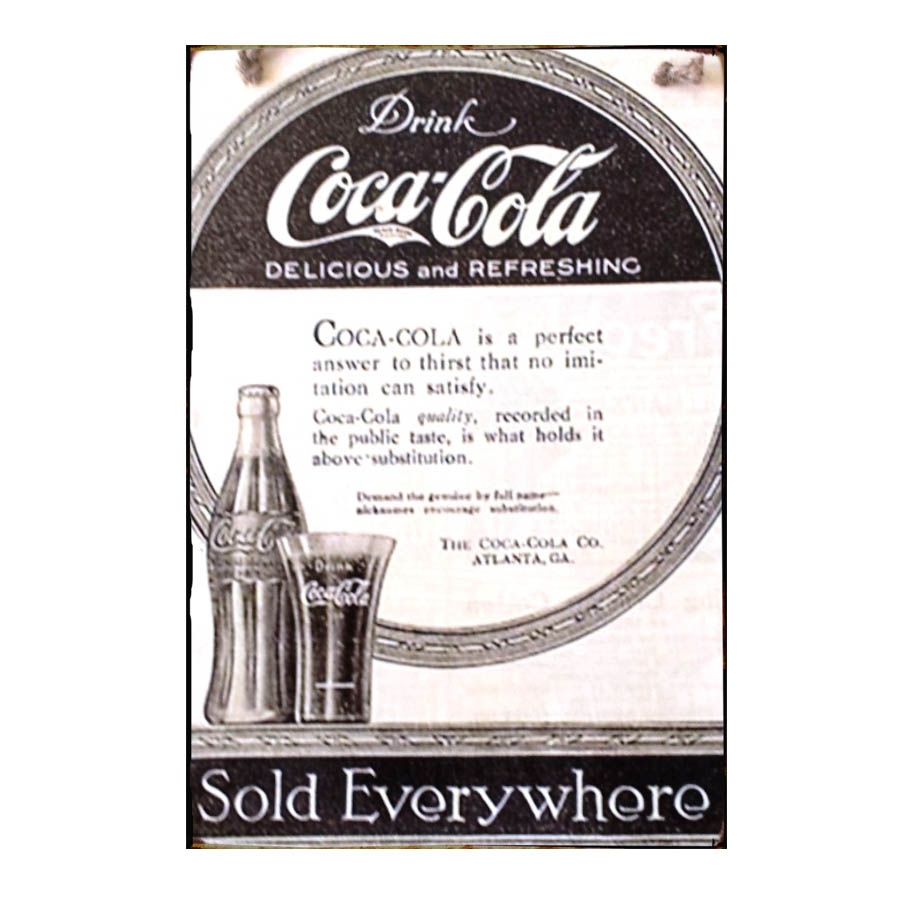 Drink
Coca-Cola
DELICIOUS and REFRESHING
COCA-COLA is a perfect
answer to thirst that no imi-
tation can satisfy.
Coca-Cola quality, recorded in
the public taste, is what holds it
above substitution.
Demand the genuine by full name—
nicknames encourage substitution.
THE COCA-COLA CO.
ATLANTA, GA.
Coca-Cola
Drink
Coca-Cola
Sold Everywhere